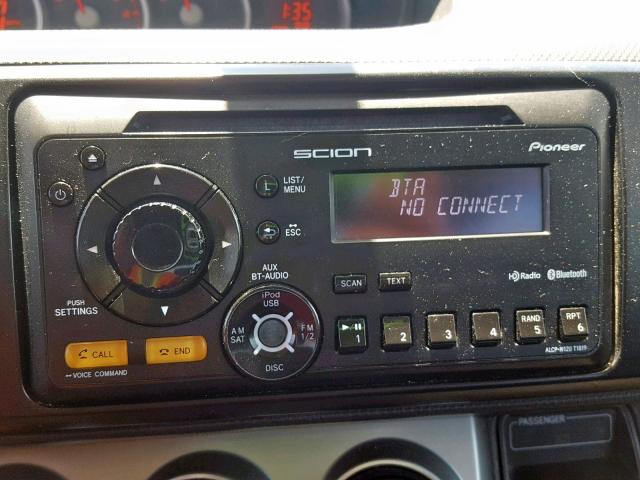 1:35
SCION
Pioneer
LIST/
MENU
ESC
BTA
NO CONNECT
AUX
BT-AUDIO
SCAN
TEXT
HD Radio
Bluetooth
PUSH
SETTINGS
iPod
USB
AM
SAT
FM
1/2
DISC
1
2
3
4
RAND
5
RPT
6
CALL
END
VOICE COMMAND
PASSENGER